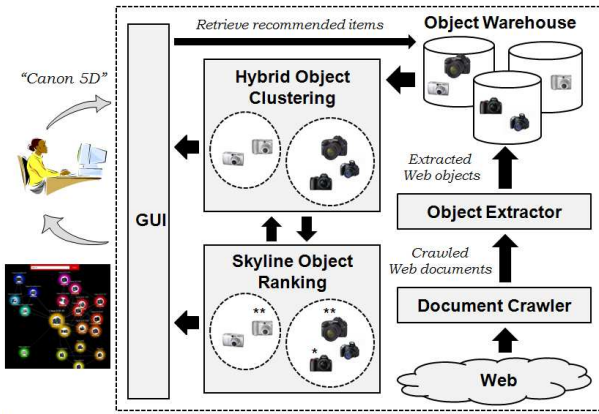 Retrieve recommended items
Object Warehouse
"Canon 5D"
Hybrid Object
Clustering
Extracted
Web objects
GUI
Object Extractor
Skyline Object
Ranking
Crawled
Web documents
**
**
*
Document Crawler
Web